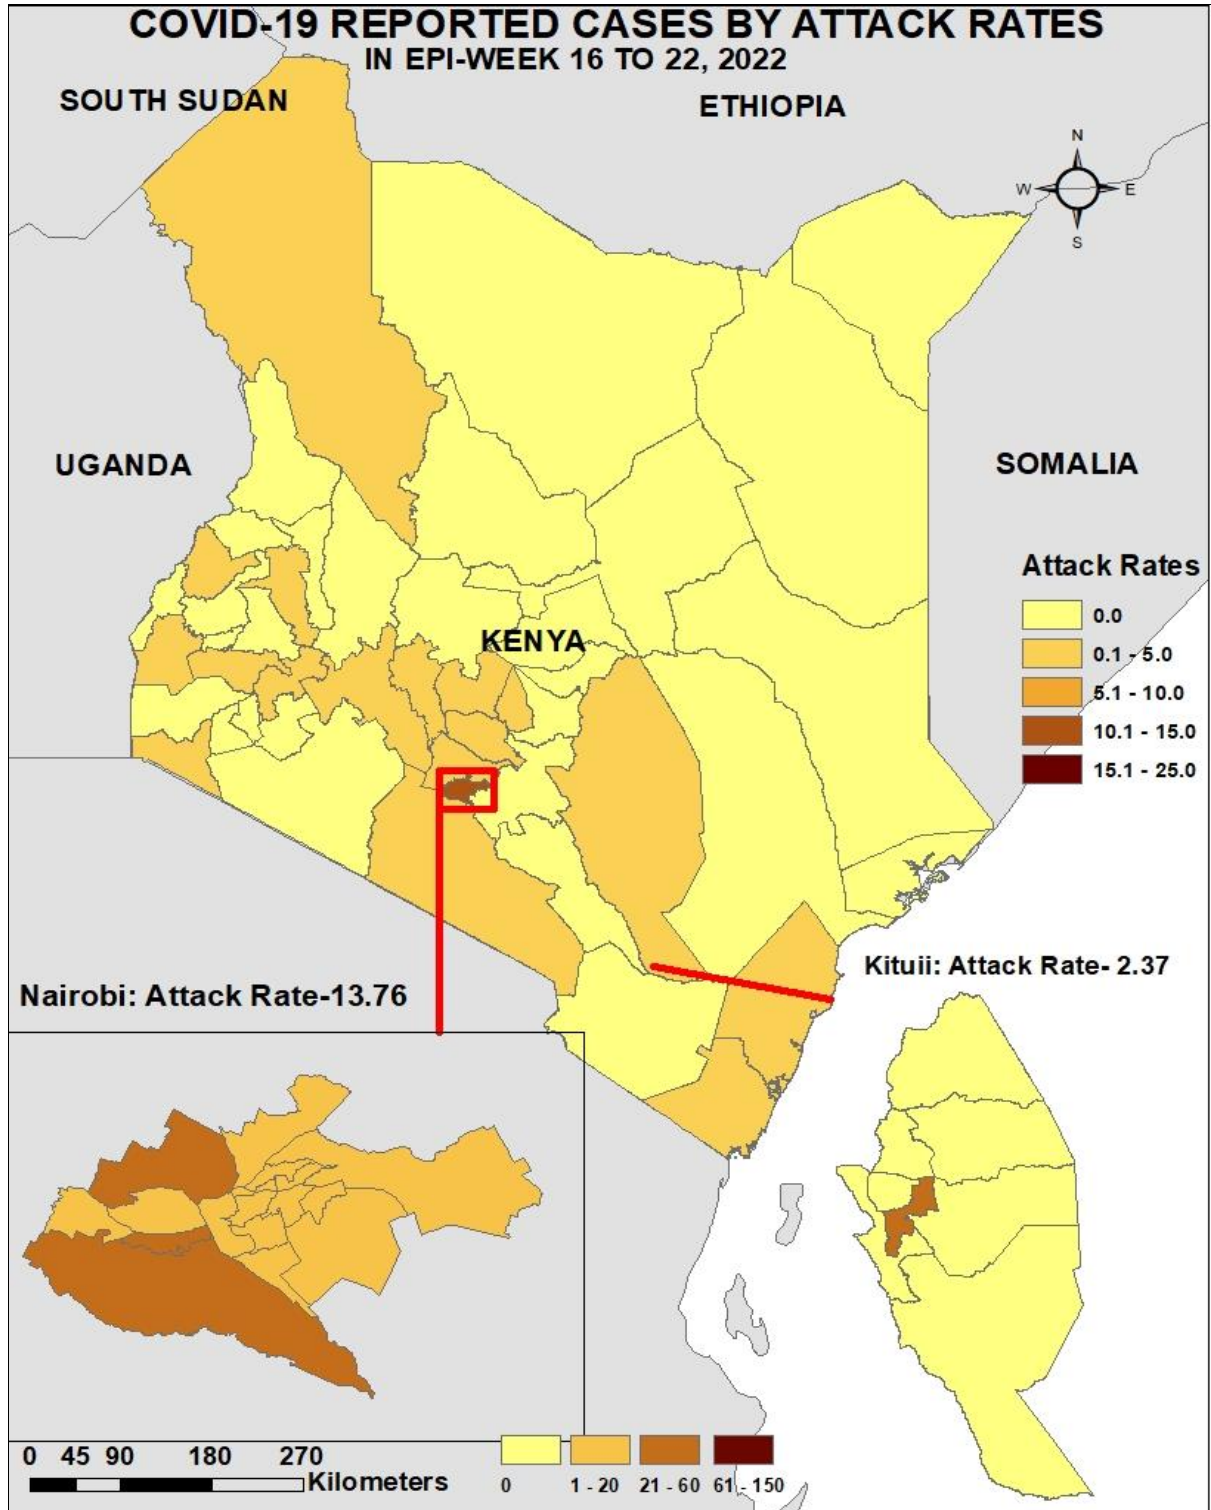 COVID-19 REPORTED CASES BY ATTACK RATES
IN EPI-WEEK 16 TO 22, 2022
SOUTH SUDAN
ETHIOPIA
N
W E
S
UGANDA
SOMALIA
KENYA
Attack Rates
0.0
0.1 - 5.0
5.1 - 10.0
10.1 - 15.0
15.1 - 25.0
Kituii: Attack Rate- 2.37
Nairobi: Attack Rate-13.76
0 45 90 180 270
Kilometers
0 1 - 20 21 - 60 61 - 150